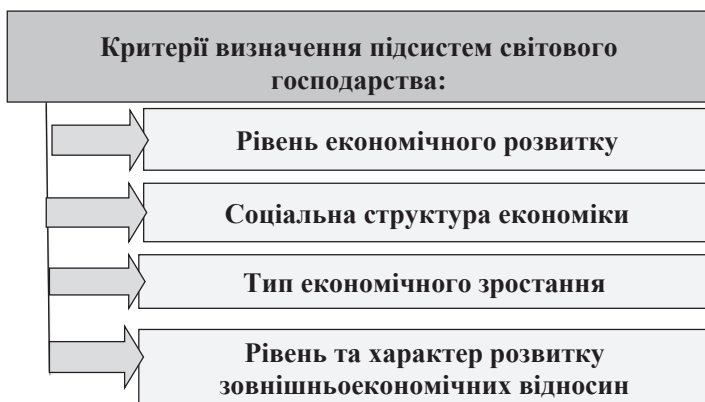 Критерії визначення підсистем світового
господарства:
Рівень економічного розвитку
Соціальна структура економіки
Тип економічного зростання
Рівень та характер розвитку
зовнішньоекономічних відносин